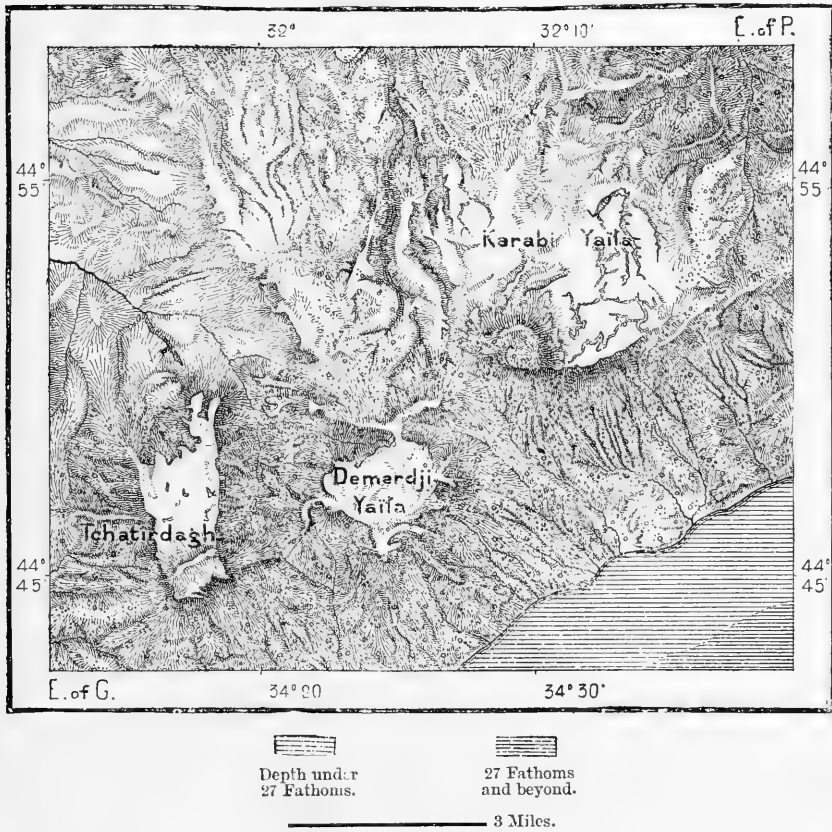 32° 32°10' E. of P.
44° 55' 44° 55'
Karabi Yaila
Demerdji
Yaila
Tchatirdagh
44° 45' 44° 45'
E. of G. 34°20 34°30'
Depth under 27 Fathoms
27 Fathoms. and beyond.
3 Miles.